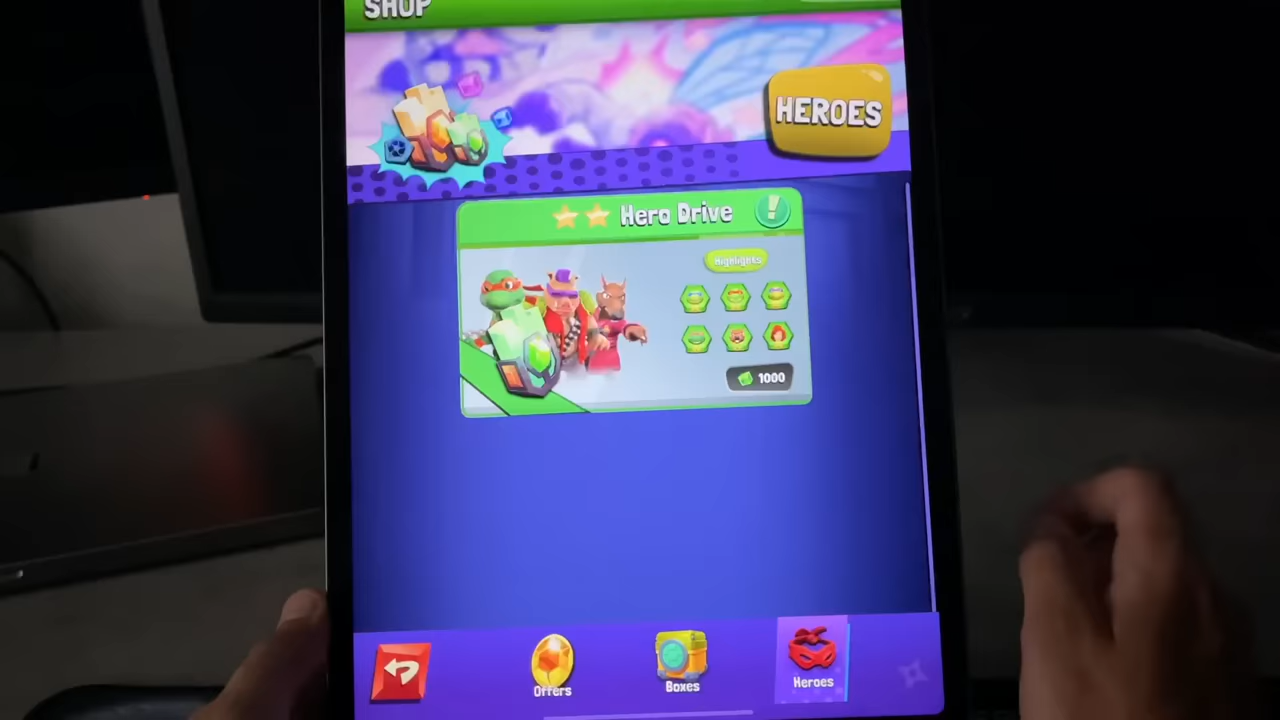 SHOP
HEROES
Hero Drive
Highlights
1000
Offers
Boxes
Heroes